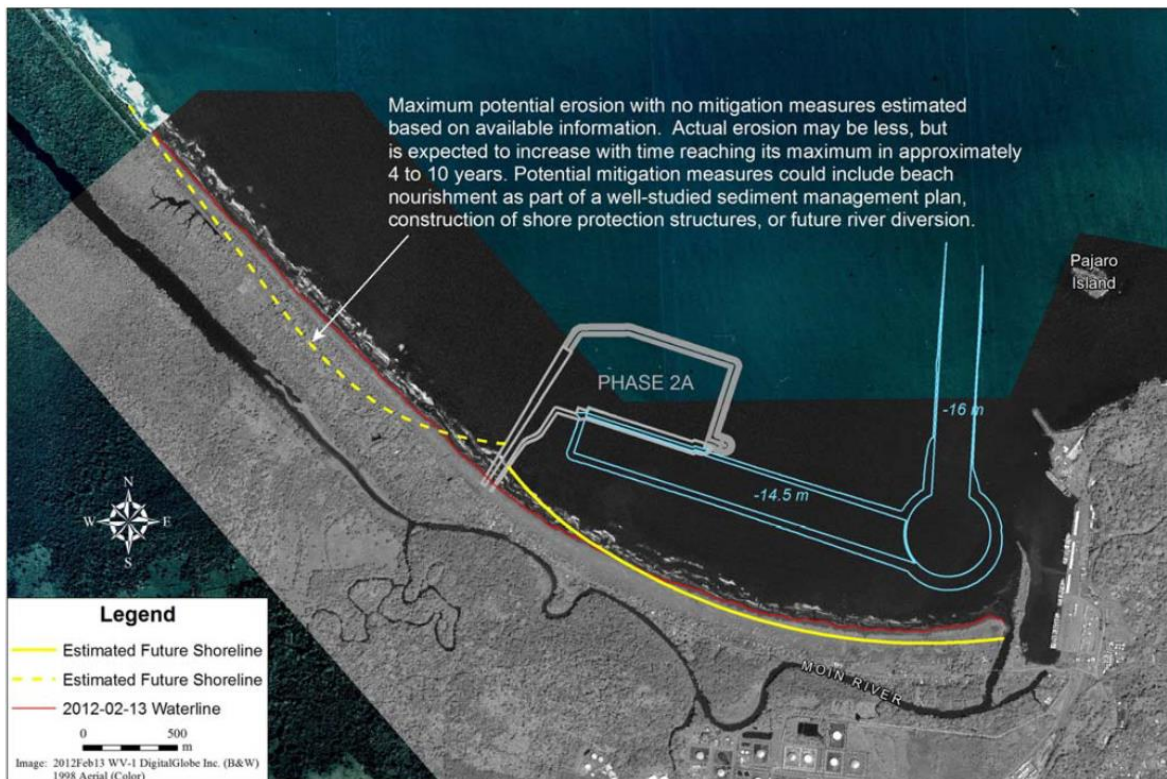 Maximum potential erosion with no mitigation measures estimated
based on available information.  Actual erosion may be less, but
is expected to increase with time reaching its maximum in approximately
4 to 10 years. Potential mitigation measures could include beach
nourishment as part of a well-studied sediment management plan,
construction of shore protection structures, or future river diversion.
Pajaro
Island
PHASE 2A
-16 m
-14.5 m
N
W
E
S
MOIN RIVER
Legend
Estimated Future Shoreline
Estimated Future Shoreline
2012-02-13 Waterline
0 500
m
Image: 2012Feb13 WV-1 DigitalGlobe Inc. (B&W)
1998 Aerial (Color)